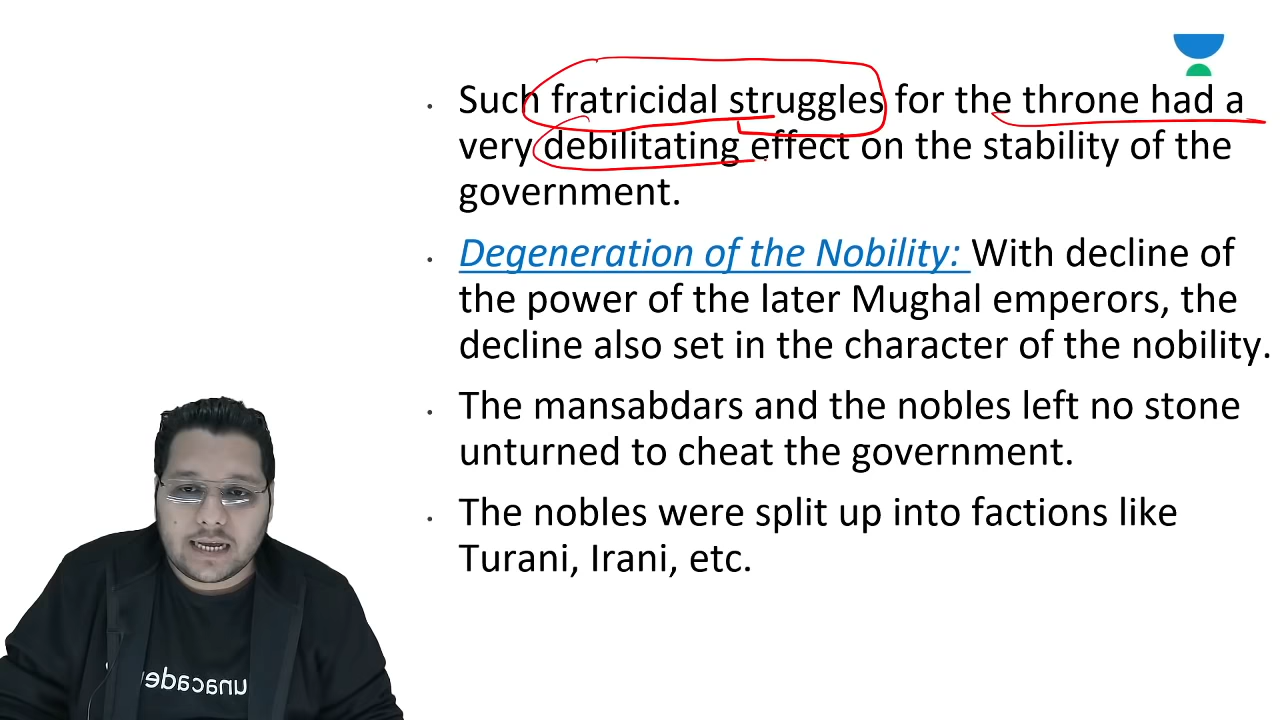 Such fratricidal struggles for the throne had a
very debilitating effect on the stability of the
government.
Degeneration of the Nobility: With decline of
the power of the later Mughal emperors, the
decline also set in the character of the nobility.
The mansabdars and the nobles left no stone
unturned to cheat the government.
The nobles were split up into factions like
Turani, Irani, etc.
unacade